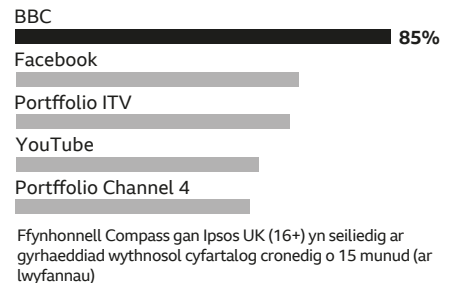 BBC
85%
Facebook
Portffolio ITV
YouTube
Portffolio Channel 4
Ffynhonnell Compass gan Ipsos UK (16+) yn seiliedig ar
gyrhaeddiad wythnosol cyfartalog cronedig o 15 munud (ar
lwyfannau)